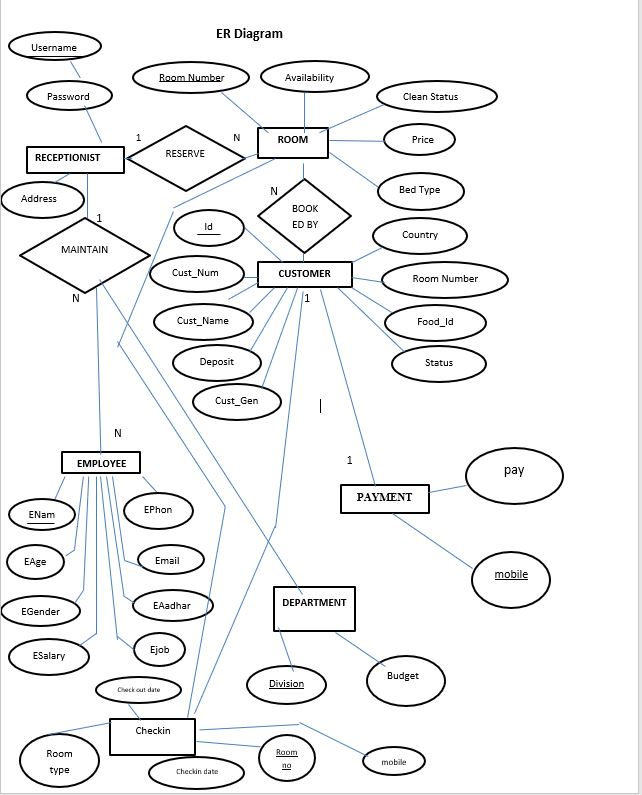 ER Diagram
Username
Room Number
Availability
Password
Clean Status
1
N
ROOM
Price
RECEPTIONIST
RESERVE
Address
N
Bed Type
BOOK
ED BY
1
Id
Country
MAINTAIN
Cust_Num
CUSTOMER
Room Number
N
1
Cust_Name
Food_Id
Deposit
Status
Cust_Gen
N
1
EMPLOYEE
pay
PAYMENT
ENam
EPhon
EAge
Email
mobile
EGender
EAadhar
DEPARTMENT
ESalary
Ejob
Budget
Check out date
Division
Checkin
Room
type
Room
no
mobile
Checkin date